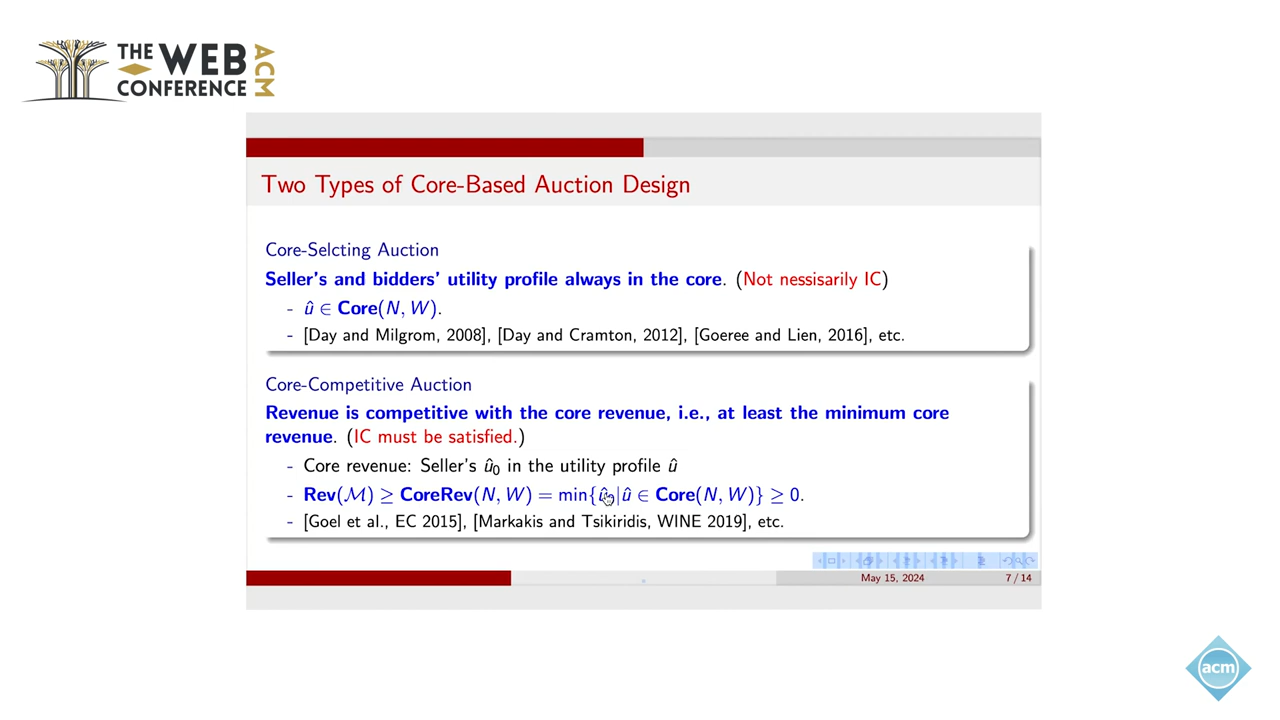 THE WEB
CONFERENCE
ACM
Two Types of Core-Based Auction Design
Core-Selcting Auction
Seller's and bidders' utility profile always in the core. (Not nessisarily IC)
- û ∈ Core(N, W).
- [Day and Milgrom, 2008], [Day and Cramton, 2012], [Goeree and Lien, 2016], etc.
Core-Competitive Auction
Revenue is competitive with the core revenue, i.e., at least the minimum core
revenue. (IC must be satisfied.)
- Core revenue: Seller's û₀ in the utility profile û
- Rev(ℳ) ≥ CoreRev(N, W) = min{û₀|û ∈ Core(N, W)} ≥ 0.
- [Goel et al., EC 2015], [Markakis and Tsikiridis, WINE 2019], etc.
May 15, 2024
7 / 14
acm